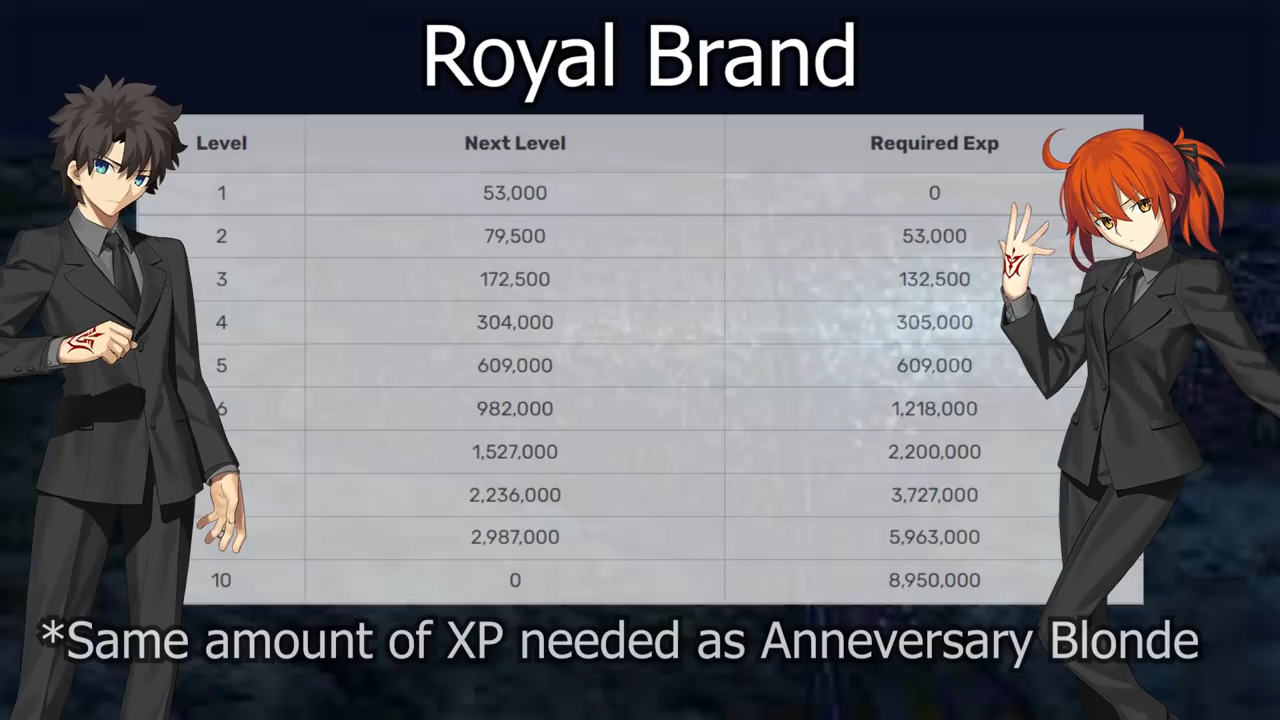 Royal Brand
Level Next Level Required Exp
1 53,000 0
2 79,500 53,000
3 172,500 132,500
4 304,000 305,000
5 609,000 609,000
6 982,000 1,218,000
1,527,000 2,200,000
2,236,000 3,727,000
2,987,000 5,963,000
10 0 8,950,000
*Same amount of XP needed as Anneversary Blonde